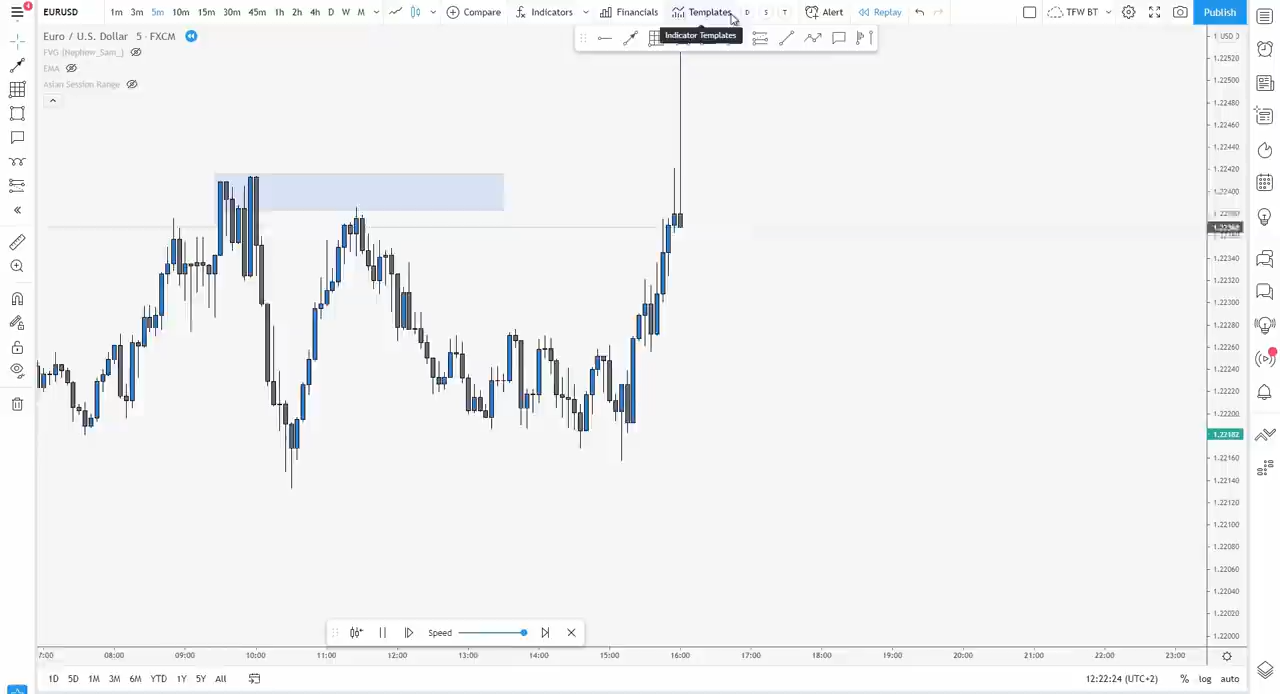 4
EURUSD 1m 3m 5m 10m 15m 30m 45m 1h 2h 4h D W M Compare Indicators Financials Templates D S T Alert Replay TFW BT Publish
Indicator Templates
Euro / U.S. Dollar 5 · FXCM
FVG (Nephew_Sam_)
EMA
Asian Session Range
USD
1.22520
1.22500
1.22480
1.22460
1.22440
1.22420
1.22400
1.22340
1.22320
1.22300
1.22280
1.22260
1.22240
1.22220
1.22200
1.22182
1.22160
1.22140
1.22120
1.22100
1.22080
1.22060
1.22040
1.22020
1.22000
Speed
7:00 08:00 09:00 10:00 11:00 12:00 13:00 14:00 15:00 16:00 17:00 18:00 19:00 20:00 21:00 22:00 23:00
1D 5D 1M 3M 6M YTD 1Y 5Y All 12:22:24 (UTC+2) % log auto